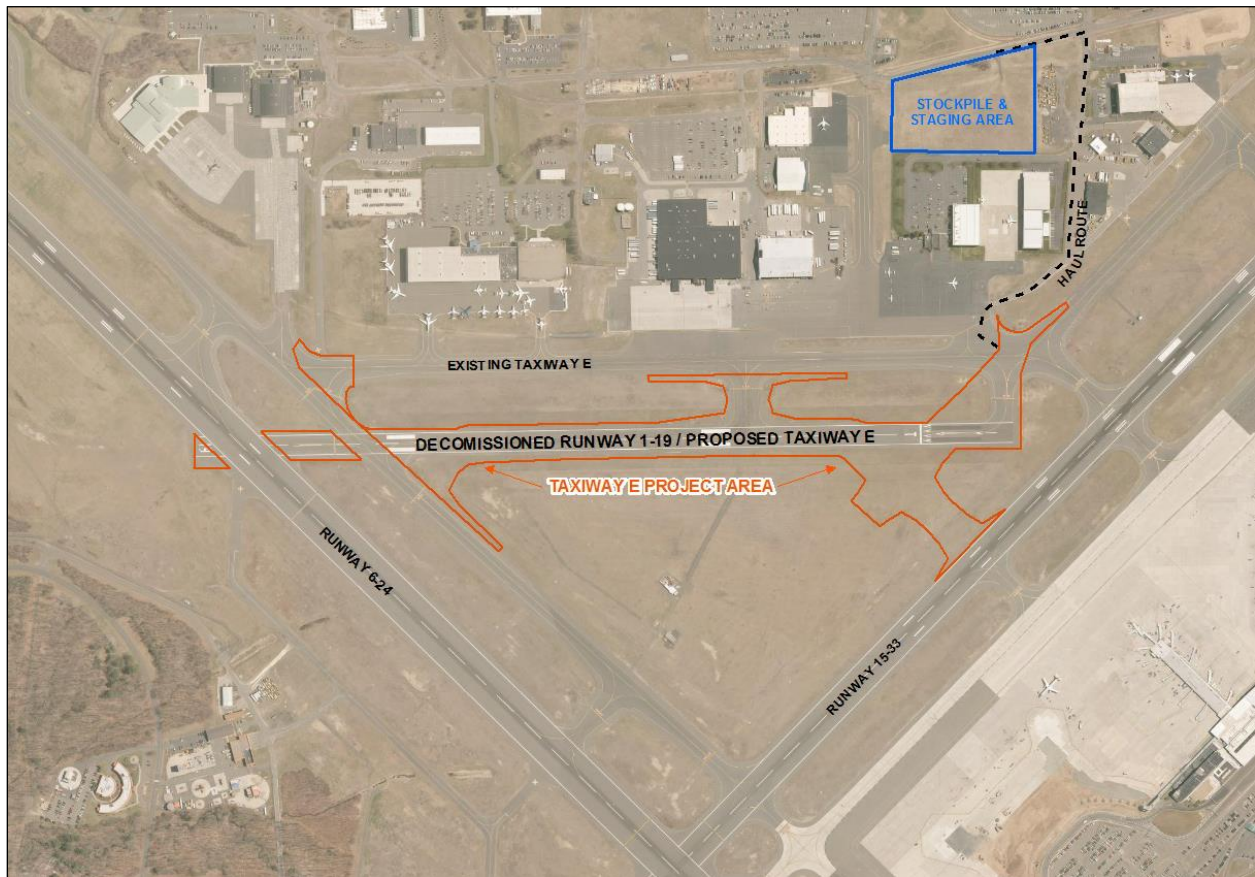 STOCKPILE &
STAGING AREA
HAUL ROUTE
EXISTING TAXIWAY E
DECOMISSIONED RUNWAY 1-19 / PROPOSED TAXIWAY E
TAXIWAY E PROJECT AREA
RUNWAY 6-24
RUNWAY 15-33